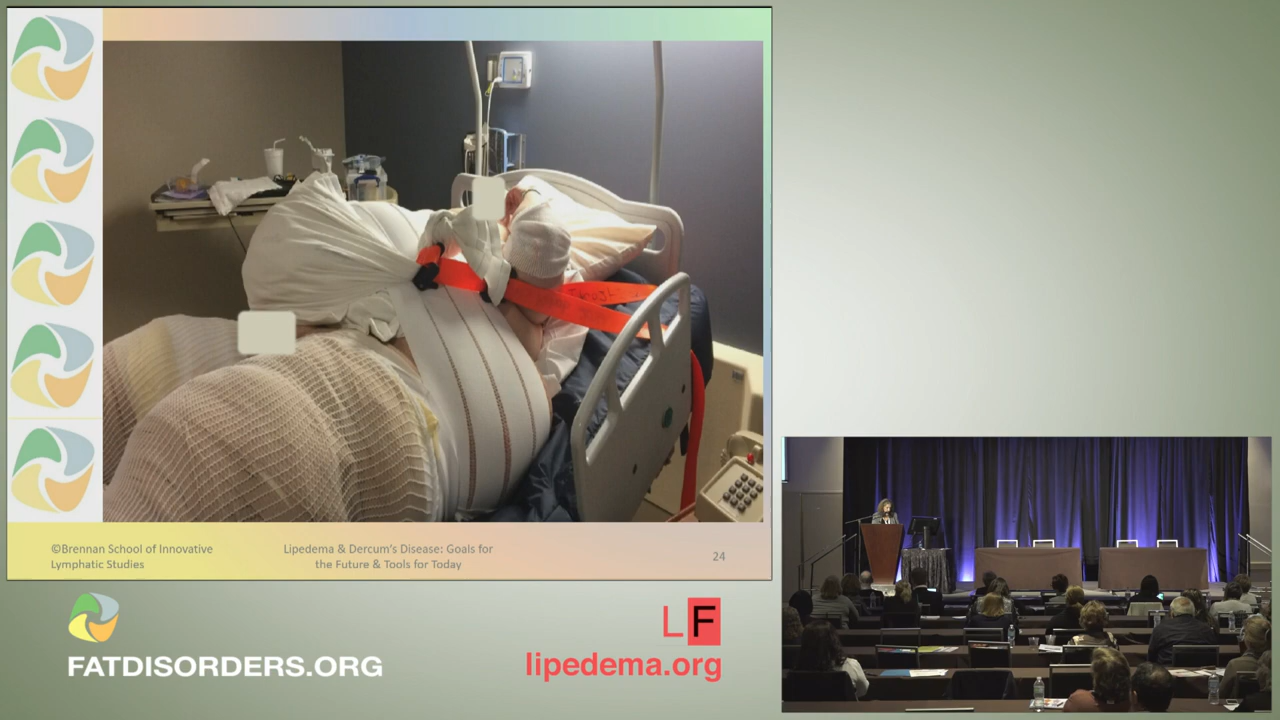 ©Brennan School of Innovative
Lymphatic Studies
Lipedema & Dercum's Disease: Goals for
the Future & Tools for Today
24
FATDISORDERS.ORG
LF
lipedema.org